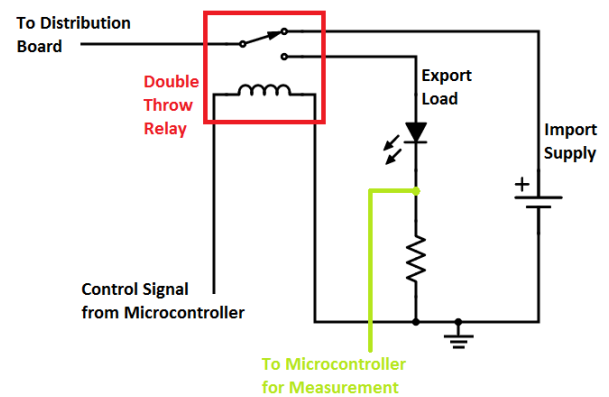 To Distribution
Board
Double
Throw
Relay
Export
Load
Import
Supply
+
Control Signal
from Microcontroller
To Microcontroller
for Measurement